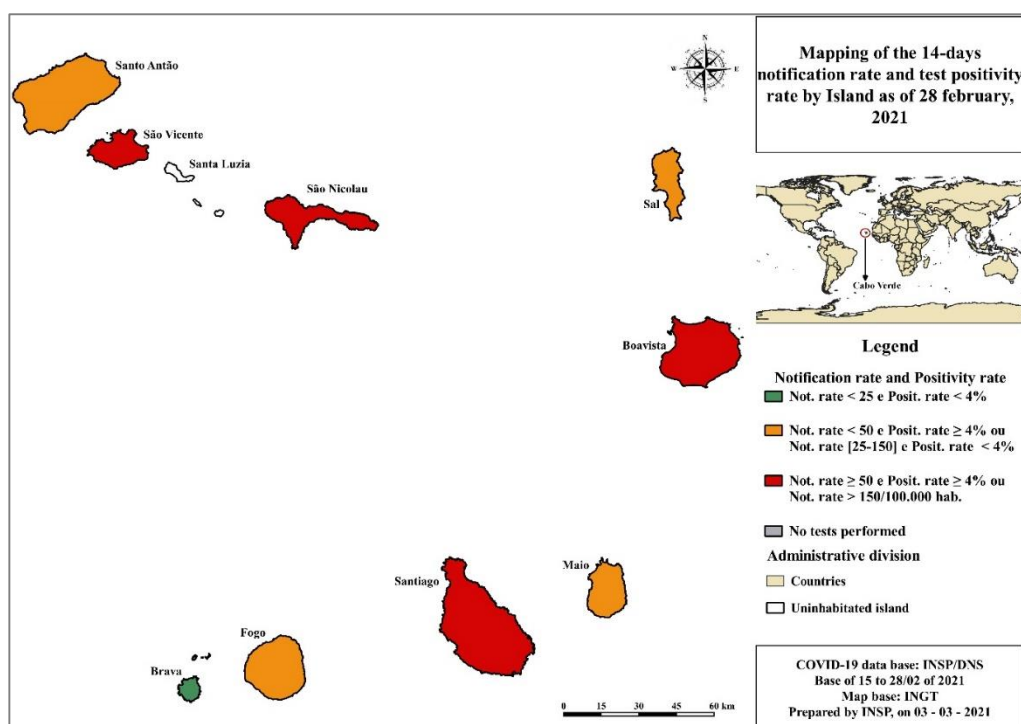 Mapping of the 14-days
notification rate and test positivity
rate by Island as of 28 february,
2021
Santo Antão
São Vicente
Santa Luzia
São Nicolau
Sal
Boavista
Maio
Santiago
Fogo
Brava
N
W
E
S
Cabo Verde
Legend
Notification rate and Positivity rate
Not. rate < 25 e Posit. rate < 4%
Not. rate < 50 e Posit. rate ≥ 4% ou
Not. rate [25-150] e Posit. rate < 4%
Not. rate ≥ 50 e Posit. rate ≥ 4% ou
Not. rate > 150/100.000 hab.
No tests performed
Administrative division
Countries
Uninhabitated island
0 15 30 45 60 km
COVID-19 data base: INSP/DNS
Base of 15 to 28/02 of 2021
Map base: INGT
Prepared by INSP, on 03 - 03 - 2021